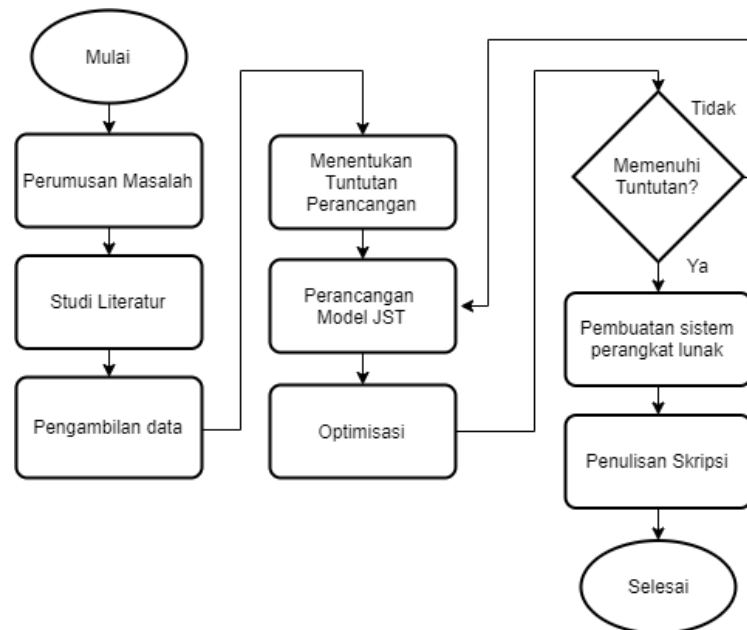 Mulai
Perumusan Masalah
Studi Literatur
Pengambilan data
Menentukan
Tuntutan
Perancangan
Perancangan
Model JST
Optimisasi
Tidak
Memenuhi
Tuntutan?
Ya
Pembuatan sistem
perangkat lunak
Penulisan Skripsi
Selesai